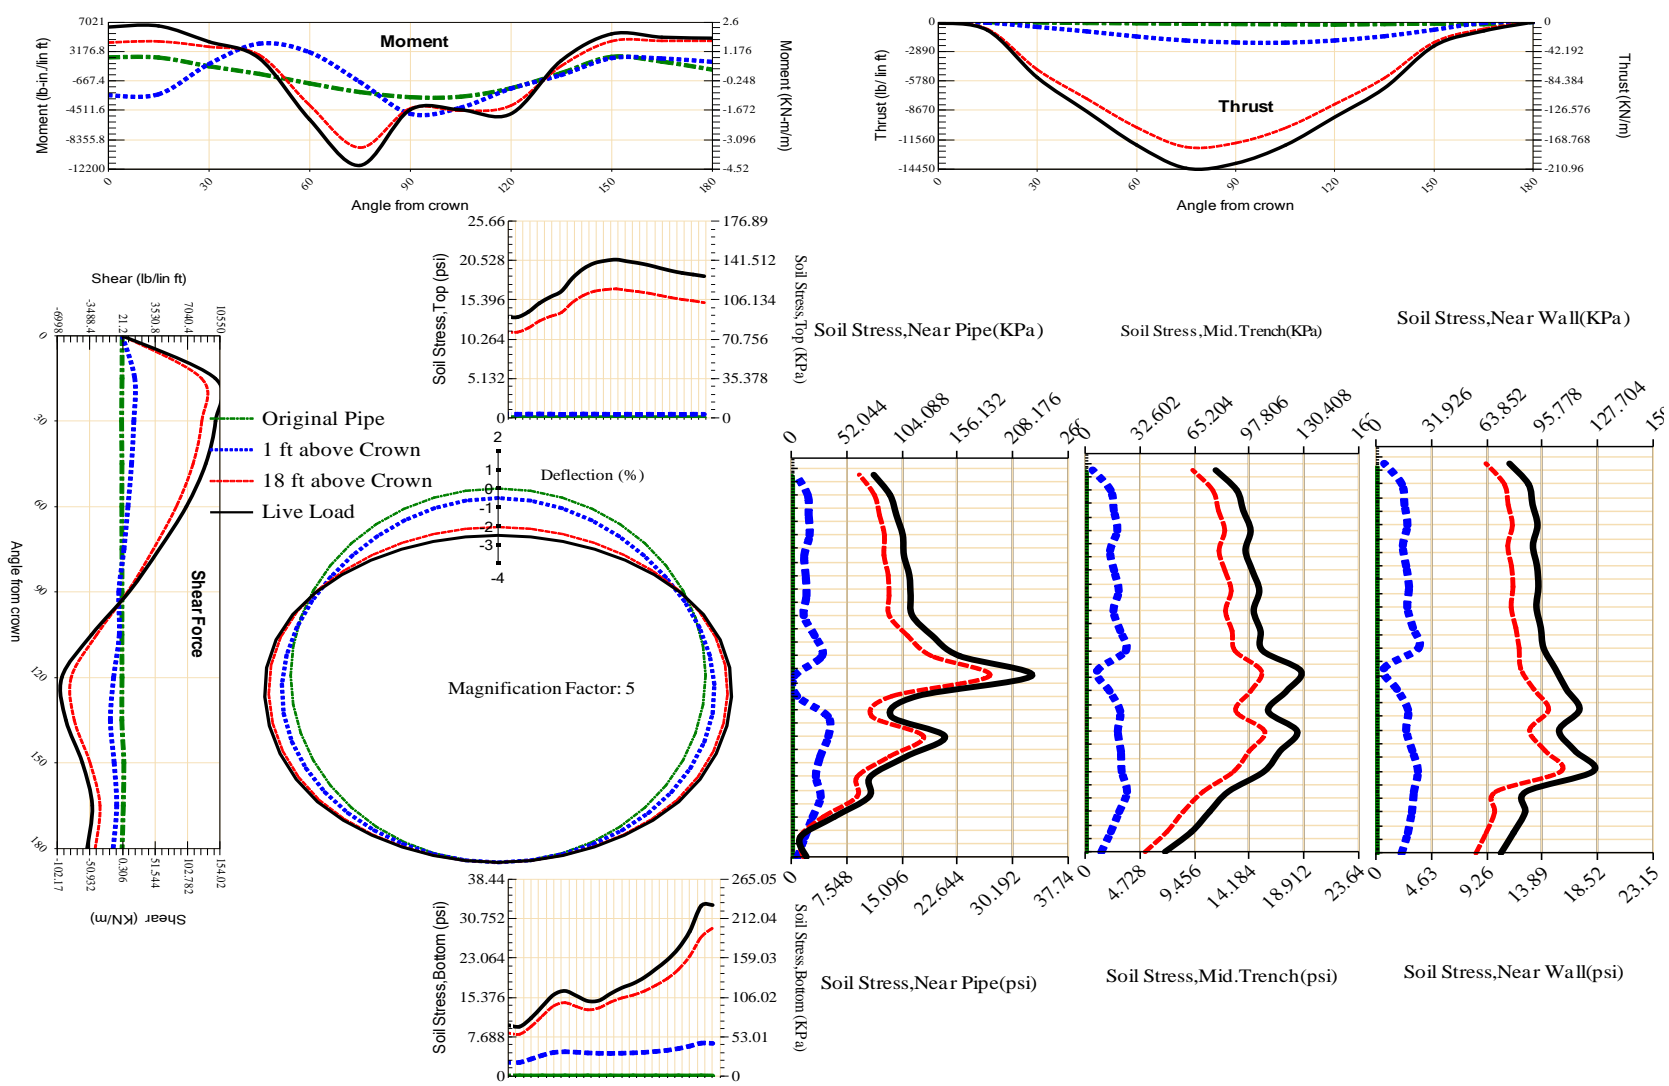 Moment
Moment (lb-in./lin ft)
7021
3176.8
-667.4
-4511.6
-8355.8
-12200
2.6
1.176
-0.248
-1.672
-3.096
-4.52
Moment (KN-m/m)
0 30 60 90 120 150 180
Angle from crown
Thrust
Thrust (lb/ lin ft)
0
-2890
-5780
-8670
-11560
-14450
0
-42.192
-84.384
-126.576
-168.768
-210.96
Thrust (KN/m)
0 30 60 90 120 150 180
Angle from crown
Soil Stress,Top (psi)
25.66
20.528
15.396
10.264
5.132
0
176.89
141.512
106.134
70.756
35.378
0
Soil Stress,Top (KPa)
Shear (lb/lin ft)
-6998 -3488.4 21.2 3530.8 7040.4 10550
0
30
60
90
120
150
180
Angle from crown
Shear Force
-102.17 -50.932 0.306 51.544 102.782 154.02
Shear (KN/m)
Original Pipe
1 ft above Crown
18 ft above Crown
Live Load
Deflection (%)
2
1
0
-1
-2
-3
-4
Magnification Factor: 5
Soil Stress,Bottom (psi)
38.44
30.752
23.064
15.376
7.688
0
265.05
212.04
159.03
106.02
53.01
0
Soil Stress,Bottom (KPa)
Soil Stress,Near Pipe(KPa)
0 52.044 104.088 156.132 208.176
0 7.548 15.096 22.644 30.192 37.74
Soil Stress,Near Pipe(psi)
Soil Stress,Mid.Trench(KPa)
0 32.602 65.204 97.806 130.408
0 4.728 9.456 14.184 18.912 23.64
Soil Stress,Mid.Trench(psi)
Soil Stress,Near Wall(KPa)
0 31.926 63.852 95.778 127.704
0 4.63 9.26 13.89 18.52 23.15
Soil Stress,Near Wall(psi)